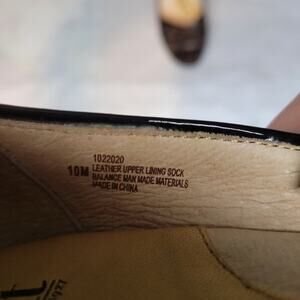 1022020
10M LEATHER UPPER LINING SOCK
BALANCE MAN MADE MATERIALS
MADE IN CHINA